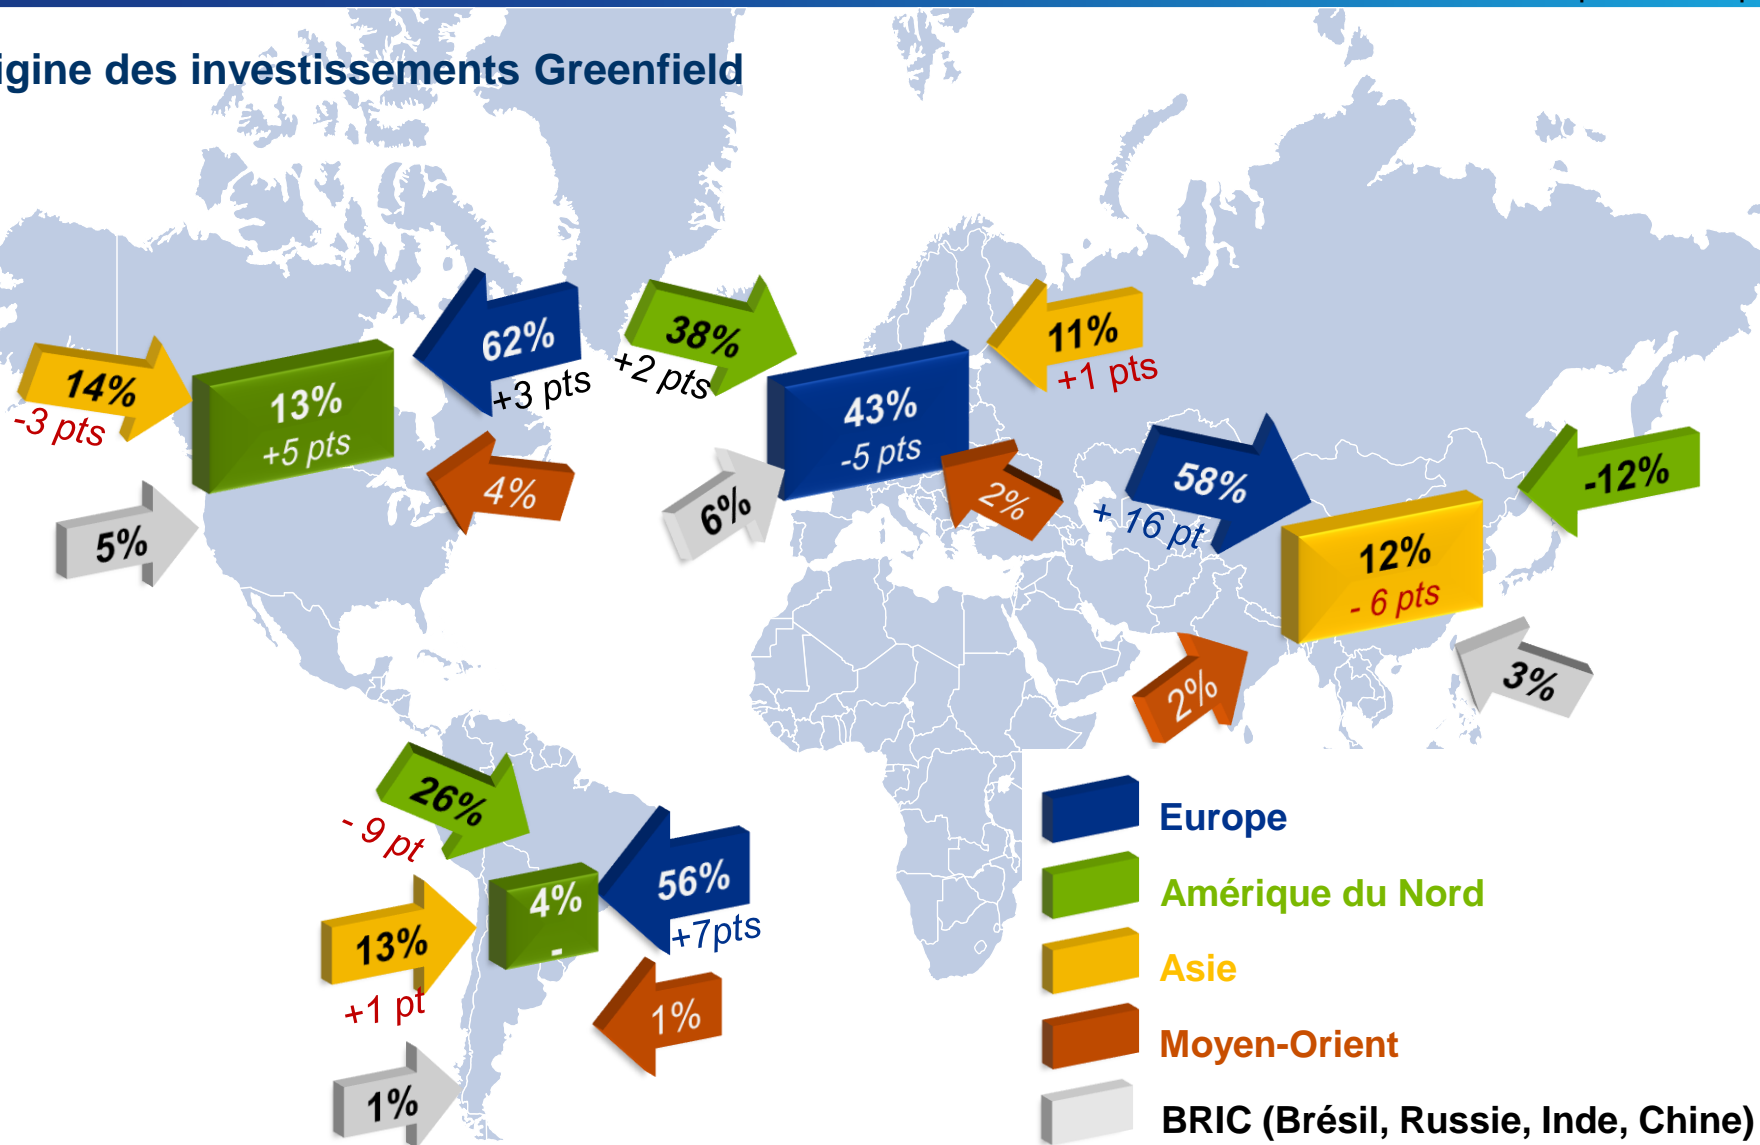 igine des investissements Greenfield
62%
+3 pts
38%
+2 pts
11%
+1 pts
14%
-3 pts
13%
+5 pts
43%
-5 pts
4%
5%
6%
2%
58%
+ 16 pt
-12%
12%
- 6 pts
2%
3%
26%
- 9 pt
56%
+7pts
4%
-
13%
+1 pt
1%
1%
Europe
Amérique du Nord
Asie
Moyen-Orient
BRIC (Brésil, Russie, Inde, Chine)